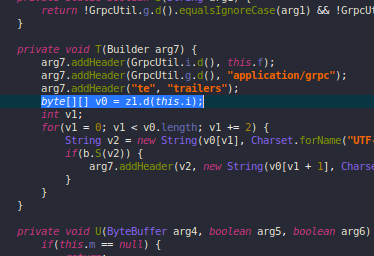 return !GrpcUtil.g.d().equalsIgnoreCase(arg1) && !GrpcUt
}
private void T(Builder arg7) {
arg7.addHeader(GrpcUtil.i.d(), this.f);
arg7.addHeader(GrpcUtil.g.d(), "application/grpc");
arg7.addHeader("te", "trailers");
byte[][] v0 = z1.d(this.i);
int v1;
for(v1 = 0; v1 < v0.length; v1 += 2) {
String v2 = new String(v0[v1], Charset.forName("UTF-
if(b.S(v2)) {
arg7.addHeader(v2, new String(v0[v1 + 1], Charset
}
}
}
private void U(ByteBuffer arg4, boolean arg5, boolean arg6)
if(this.m == null) {